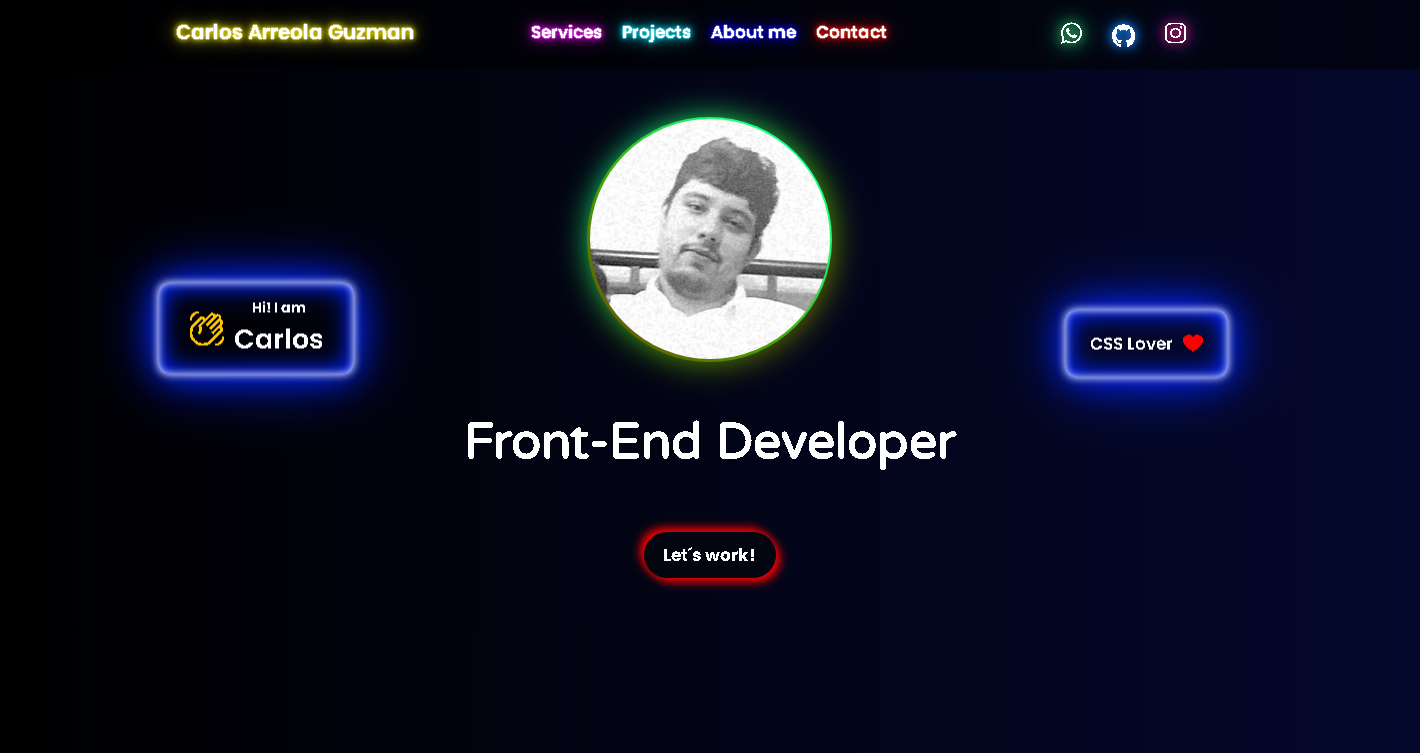 Carlos Arreola Guzman
Services Projects About me Contact
Hi! I am
Carlos
CSS Lover
Front-End Developer
Let´s work!